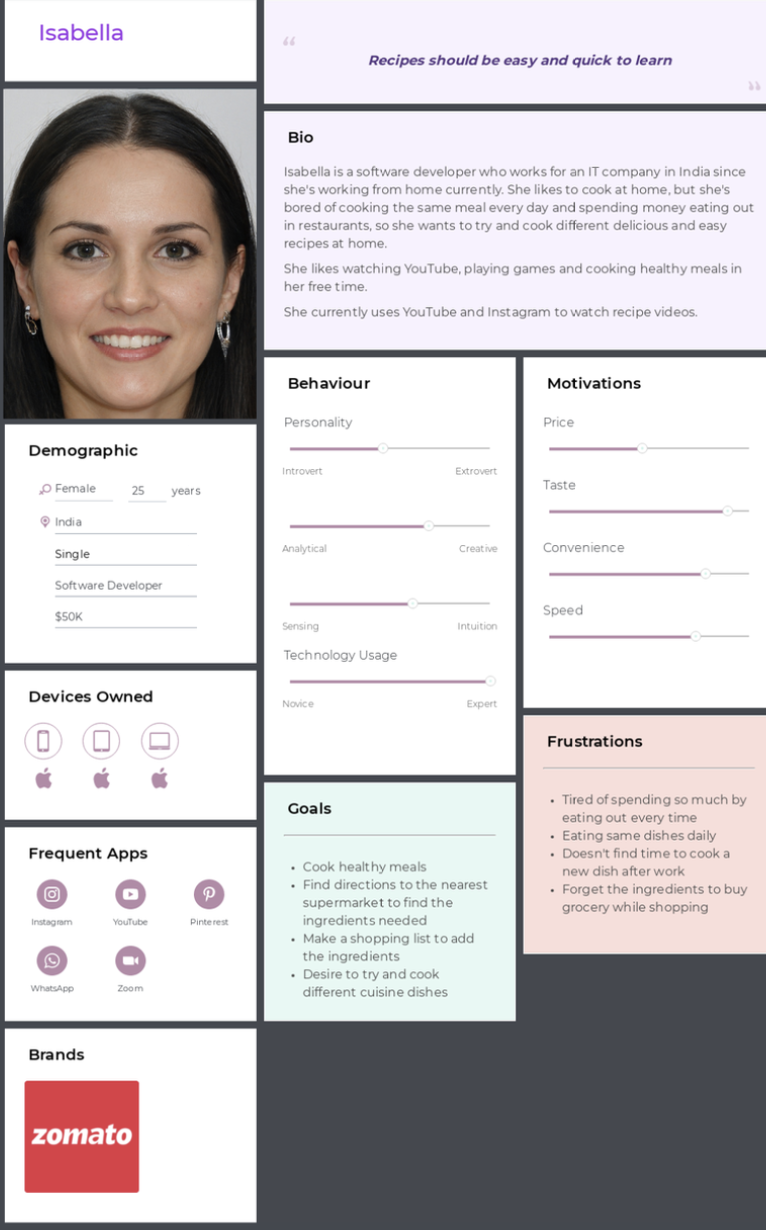 Isabella
“
Recipes should be easy and quick to learn
”
Bio
Isabella is a software developer who works for an IT company in India since
she's working from home currently. She likes to cook at home, but she's
bored of cooking the same meal every day and spending money eating out
in restaurants, so she wants to try and cook different delicious and easy
recipes at home.
She likes watching YouTube, playing games and cooking healthy meals in
her free time.
She currently uses YouTube and Instagram to watch recipe videos.
Demographic
Female 25 years
India
Single
Software Developer
$50K
Devices Owned
Frequent Apps
Instagram YouTube Pinterest
WhatsApp Zoom
Brands
zomato
Behaviour
Personality
Introvert Extrovert
Analytical Creative
Sensing Intuition
Technology Usage
Novice Expert
Goals
• Cook healthy meals
• Find directions to the nearest
supermarket to find the
ingredients needed
• Make a shopping list to add
the ingredients
• Desire to try and cook
different cuisine dishes
Motivations
Price
Taste
Convenience
Speed
Frustrations
• Tired of spending so much by
eating out every time
• Eating same dishes daily
• Doesn't find time to cook a
new dish after work
• Forget the ingredients to buy
grocery while shopping